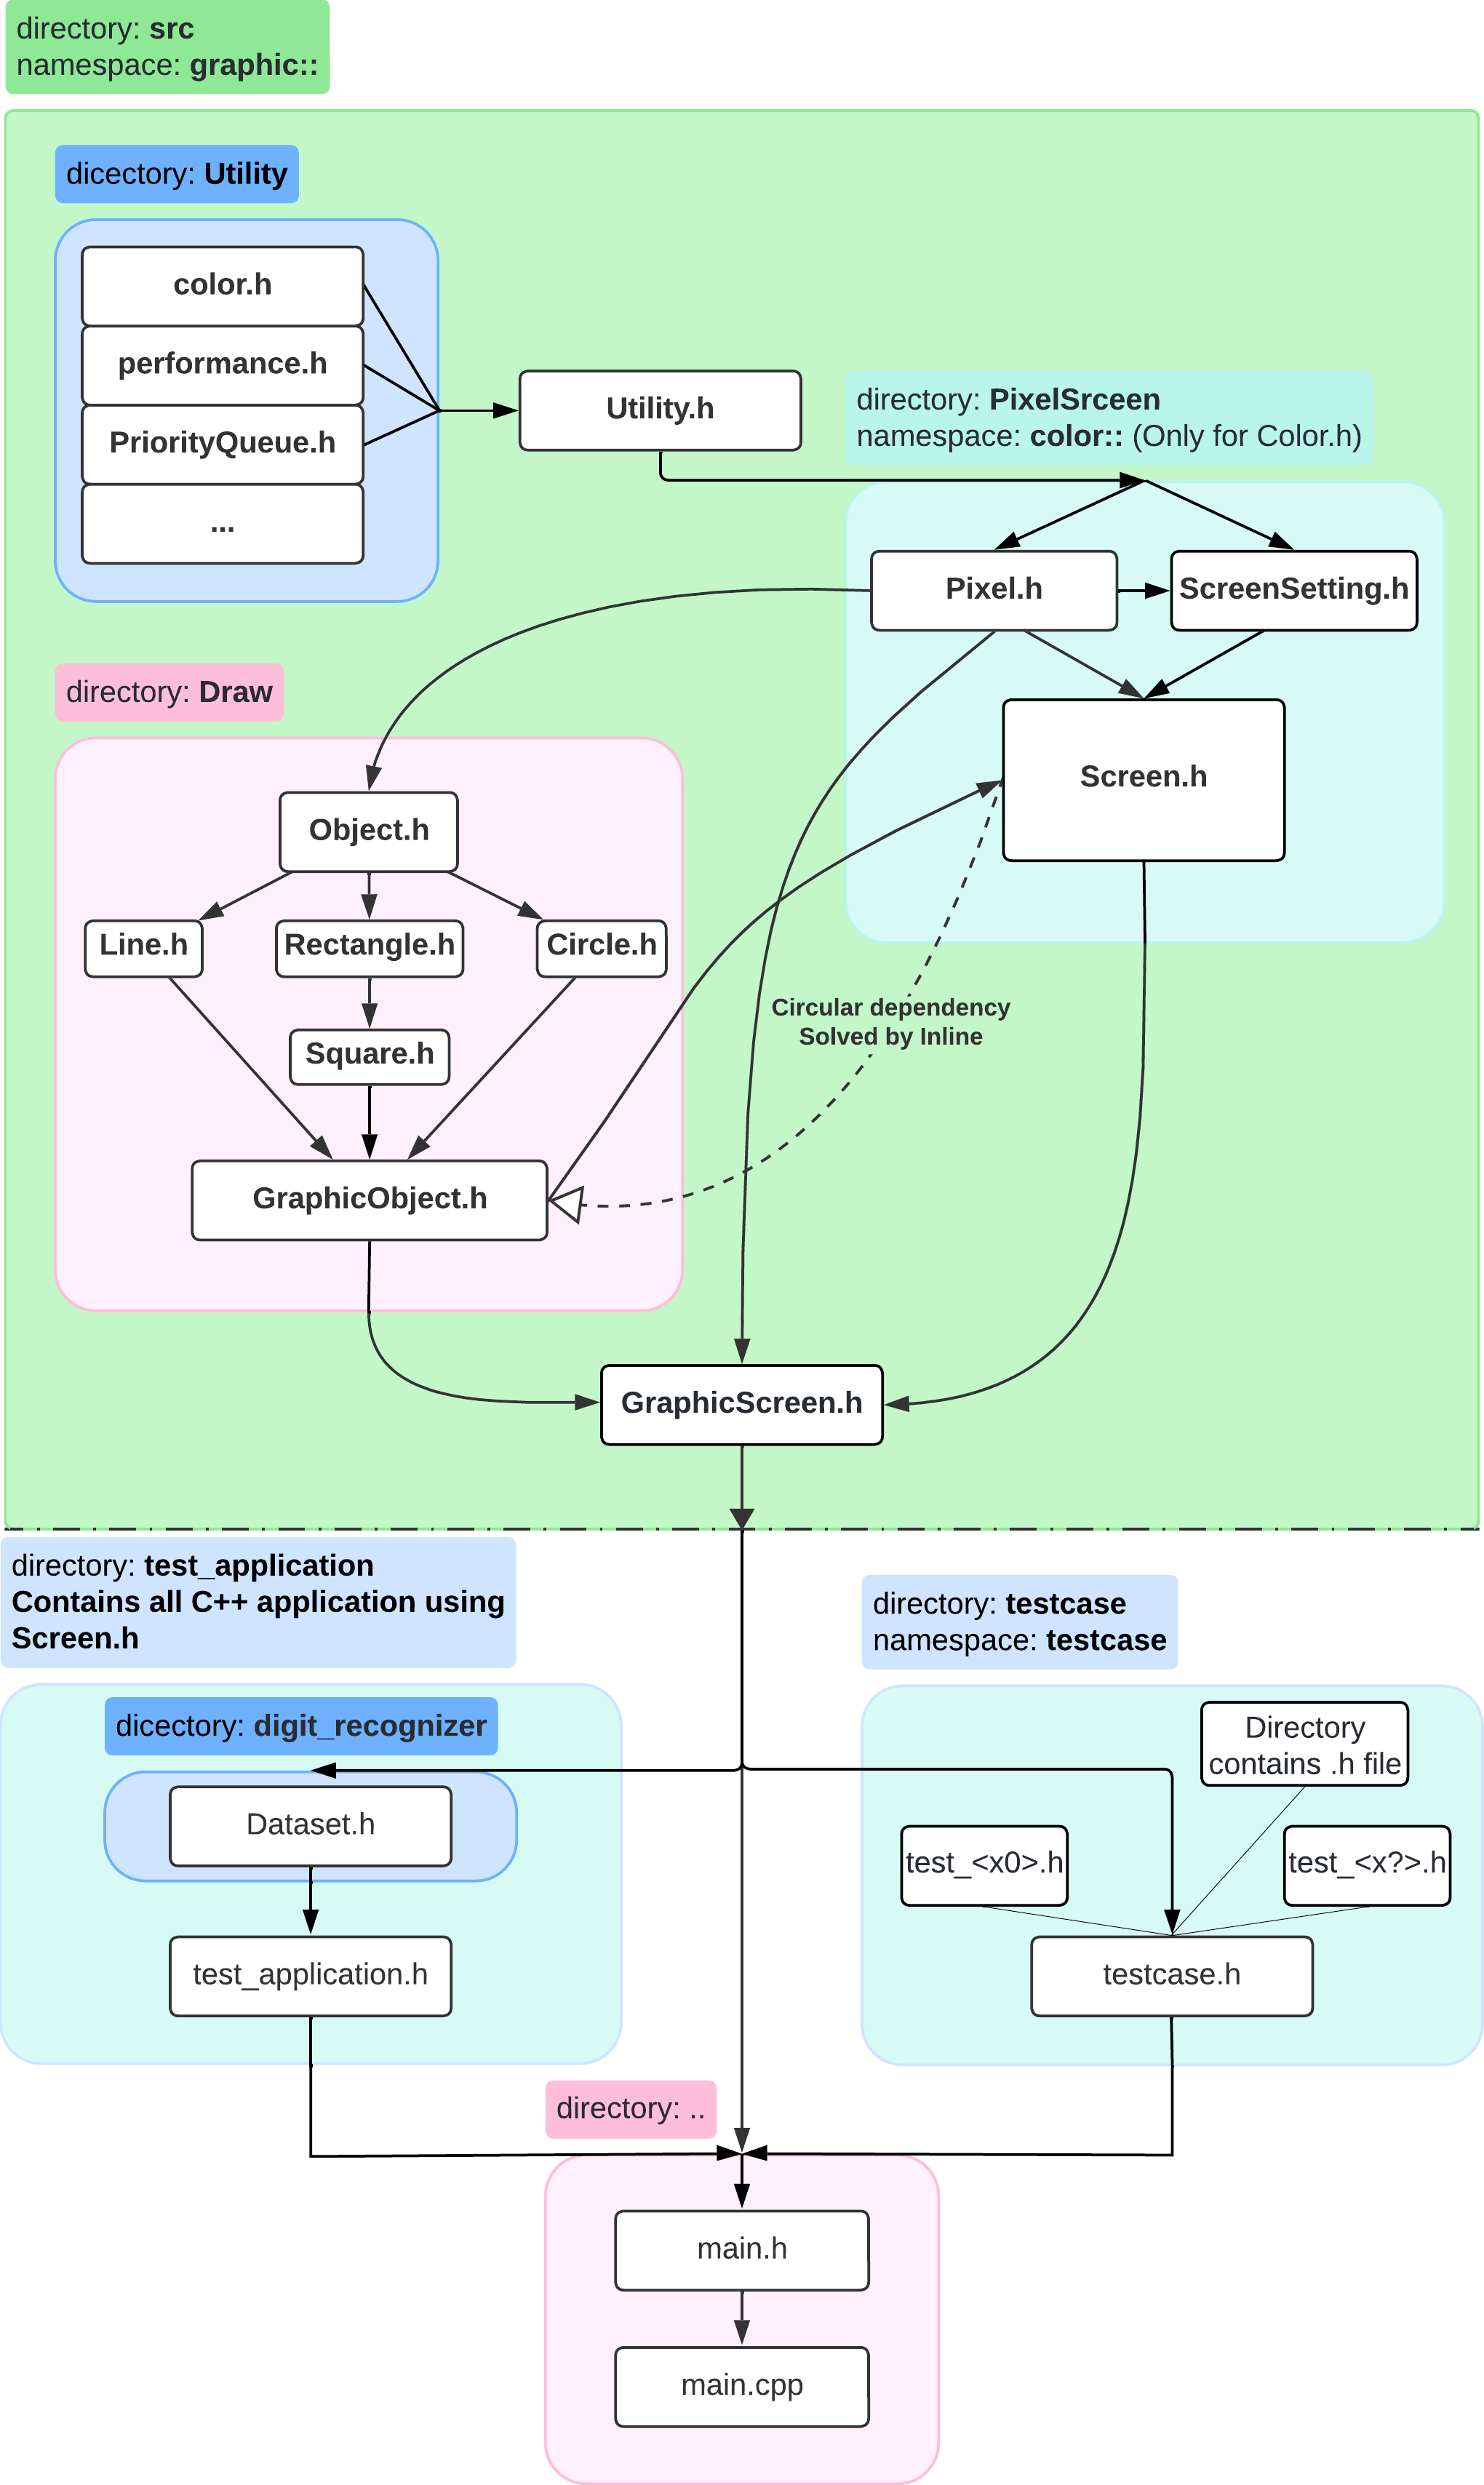 directory: src
namespace: graphic::
dicectory: Utility
color.h
performance.h
PriorityQueue.h
...
Utility.h
directory: PixelSrceen
namespace: color:: (Only for Color.h)
Pixel.h
ScreenSetting.h
Screen.h
directory: Draw
Object.h
Line.h
Rectangle.h
Circle.h
Square.h
GraphicObject.h
Circular dependency
Solved by Inline
GraphicScreen.h
directory: test_application
Contains all C++ application using
Screen.h
directory: testcase
namespace: testcase
dicectory: digit_recognizer
Dataset.h
test_application.h
Directory
contains .h file
test_<x0>.h
test_<x?>.h
testcase.h
directory: ..
main.h
main.cpp